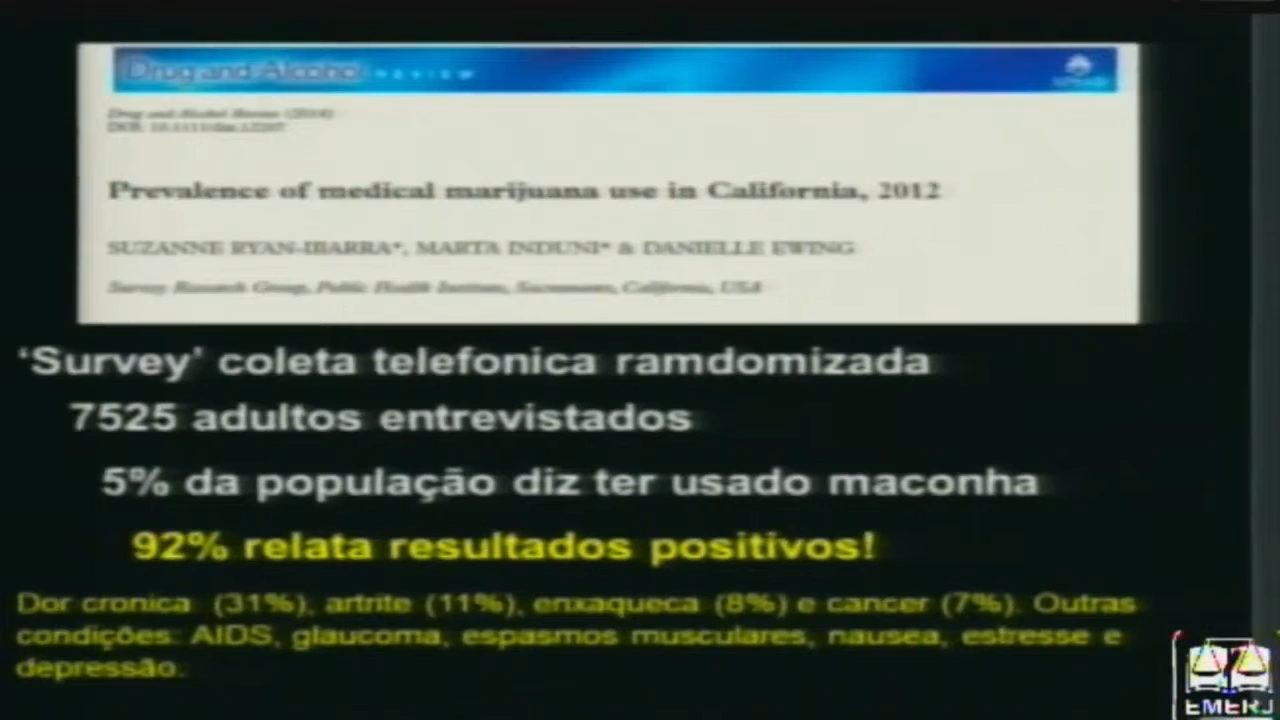 Drug and Alcohol REVIEW
Drug and Alcohol Review (2014)
Prevalence of medical marijuana use in California, 2012
SUZANNE RYAN-IBARRA*, MARTA INDUNI* & DANIELLE EWING
Survey Research Group, Public Health Institute, Sacramento, California, USA
‘Survey’ coleta telefonica ramdomizada
7525 adultos entrevistados
5% da população diz ter usado maconha
92% relata resultados positivos!
Dor cronica (31%), artrite (11%), enxaqueca (8%) e cancer (7%). Outras
condições: AIDS, glaucoma, espasmos musculares, nausea, estresse e
depressão.
EMERJ